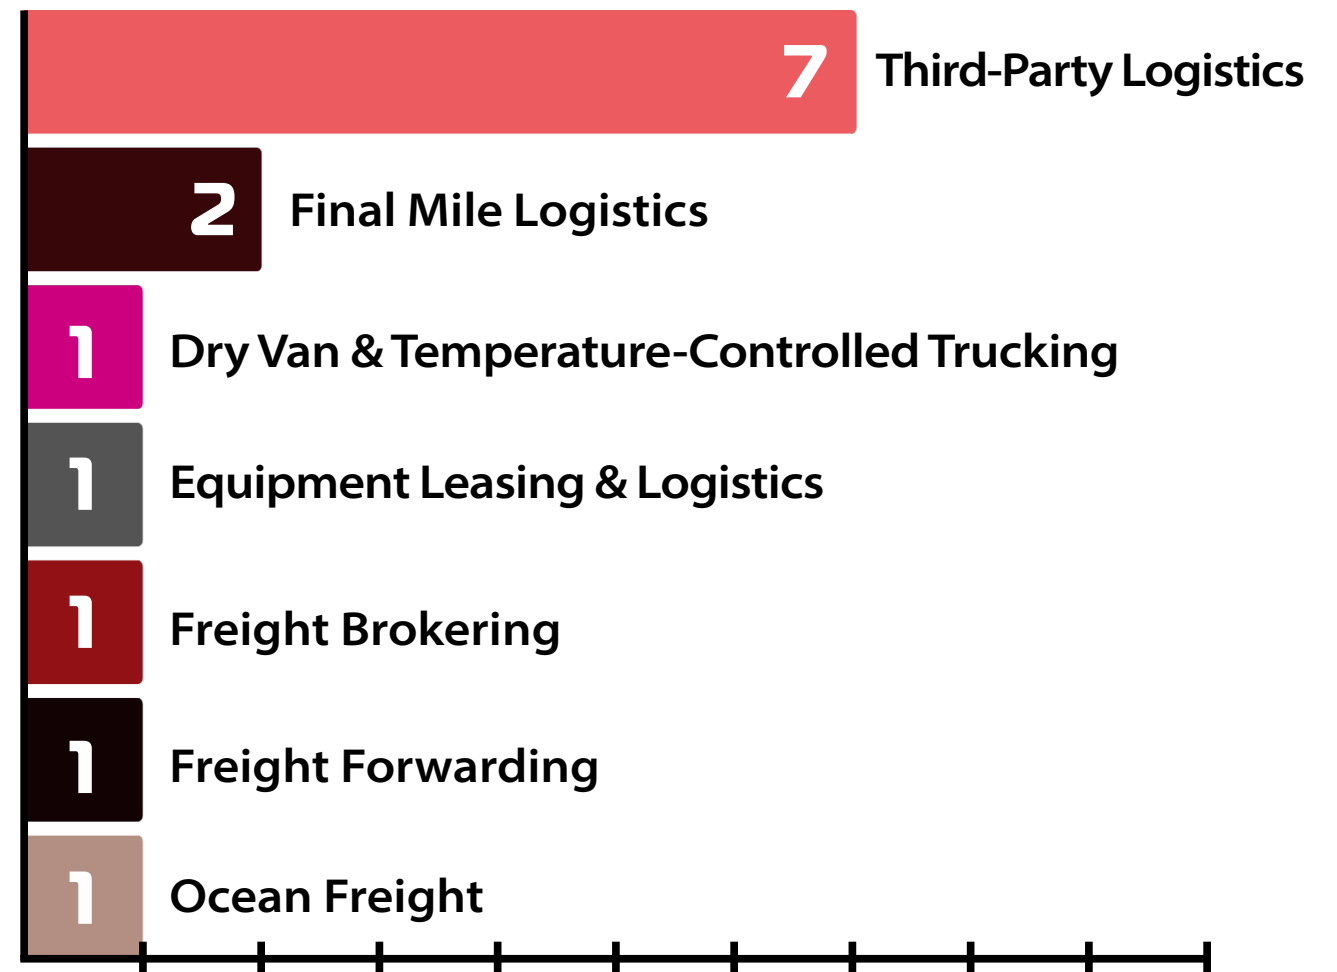 7 Third-Party Logistics
2 Final Mile Logistics
1 Dry Van & Temperature-Controlled Trucking
1 Equipment Leasing & Logistics
1 Freight Brokering
1 Freight Forwarding
1 Ocean Freight